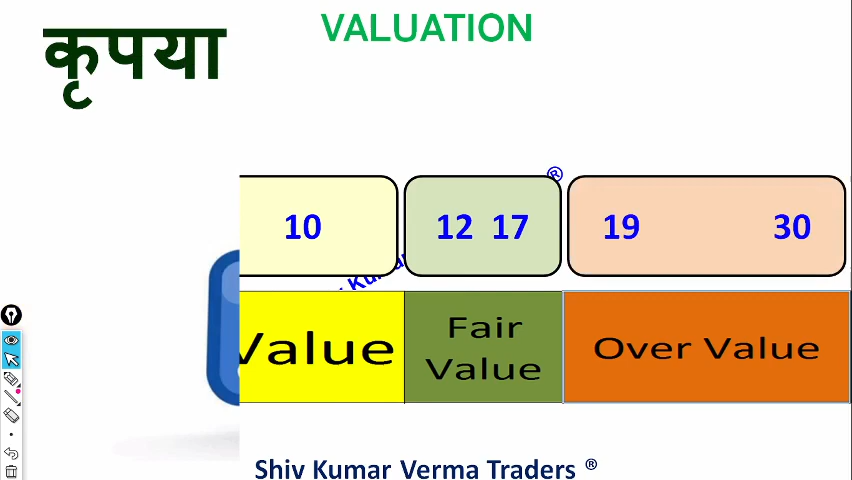 VALUATION
कृपया
®
10
12 17
19 30
Value
Fair
Value
Over Value
Shiv Kumar Verma Traders ®